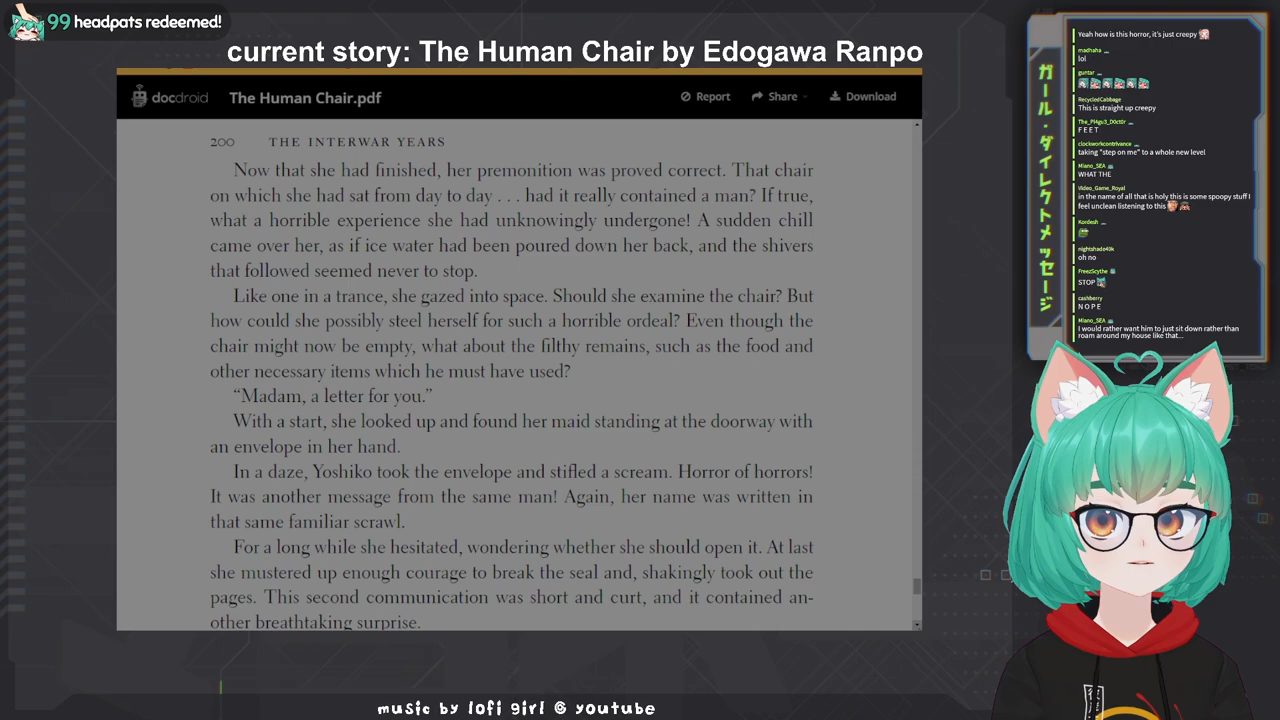 99 headpats redeemed!
current story: The Human Chair by Edogawa Ranpo
docdroid The Human Chair.pdf Report Share Download
200 THE INTERWAR YEARS
Now that she had finished, her premonition was proved correct. That chair
on which she had sat from day to day . . . had it really contained a man? If true,
what a horrible experience she had unknowingly undergone! A sudden chill
came over her, as if ice water had been poured down her back, and the shivers
that followed seemed never to stop.
Like one in a trance, she gazed into space. Should she examine the chair? But
how could she possibly steel herself for such a horrible ordeal? Even though the
chair might now be empty, what about the filthy remains, such as the food and
other necessary items which he must have used?
“Madam, a letter for you.”
With a start, she looked up and found her maid standing at the doorway with
an envelope in her hand.
In a daze, Yoshiko took the envelope and stifled a scream. Horror of horrors!
It was another message from the same man! Again, her name was written in
that same familiar scrawl.
For a long while she hesitated, wondering whether she should open it. At last
she mustered up enough courage to break the seal and, shakingly took out the
pages. This second communication was short and curt, and it contained an-
other breathtaking surprise.
ガール・ダイレクトメッセージ
Yeah how is this horror, it's just creepy
madhaha
lol
guntar
RecycledCabbage
This is straight up creepy
The_Pl4gu3_D0ct0r
F E E T
clockworkcontrivance
taking "step on me" to a whole new level
Miano_SEA
WHAT THE
Video_Game_Royal
in the name of all that is holy this is some spoopy stuff I
feel unclean listening to this
Kordesh
nightshade49k
oh no
FreezScythe
STOP
cashberry
N O P E
Miano_SEA
I would rather want him to just sit down rather than
roam around my house like that...
music by lofi girl @ youtube